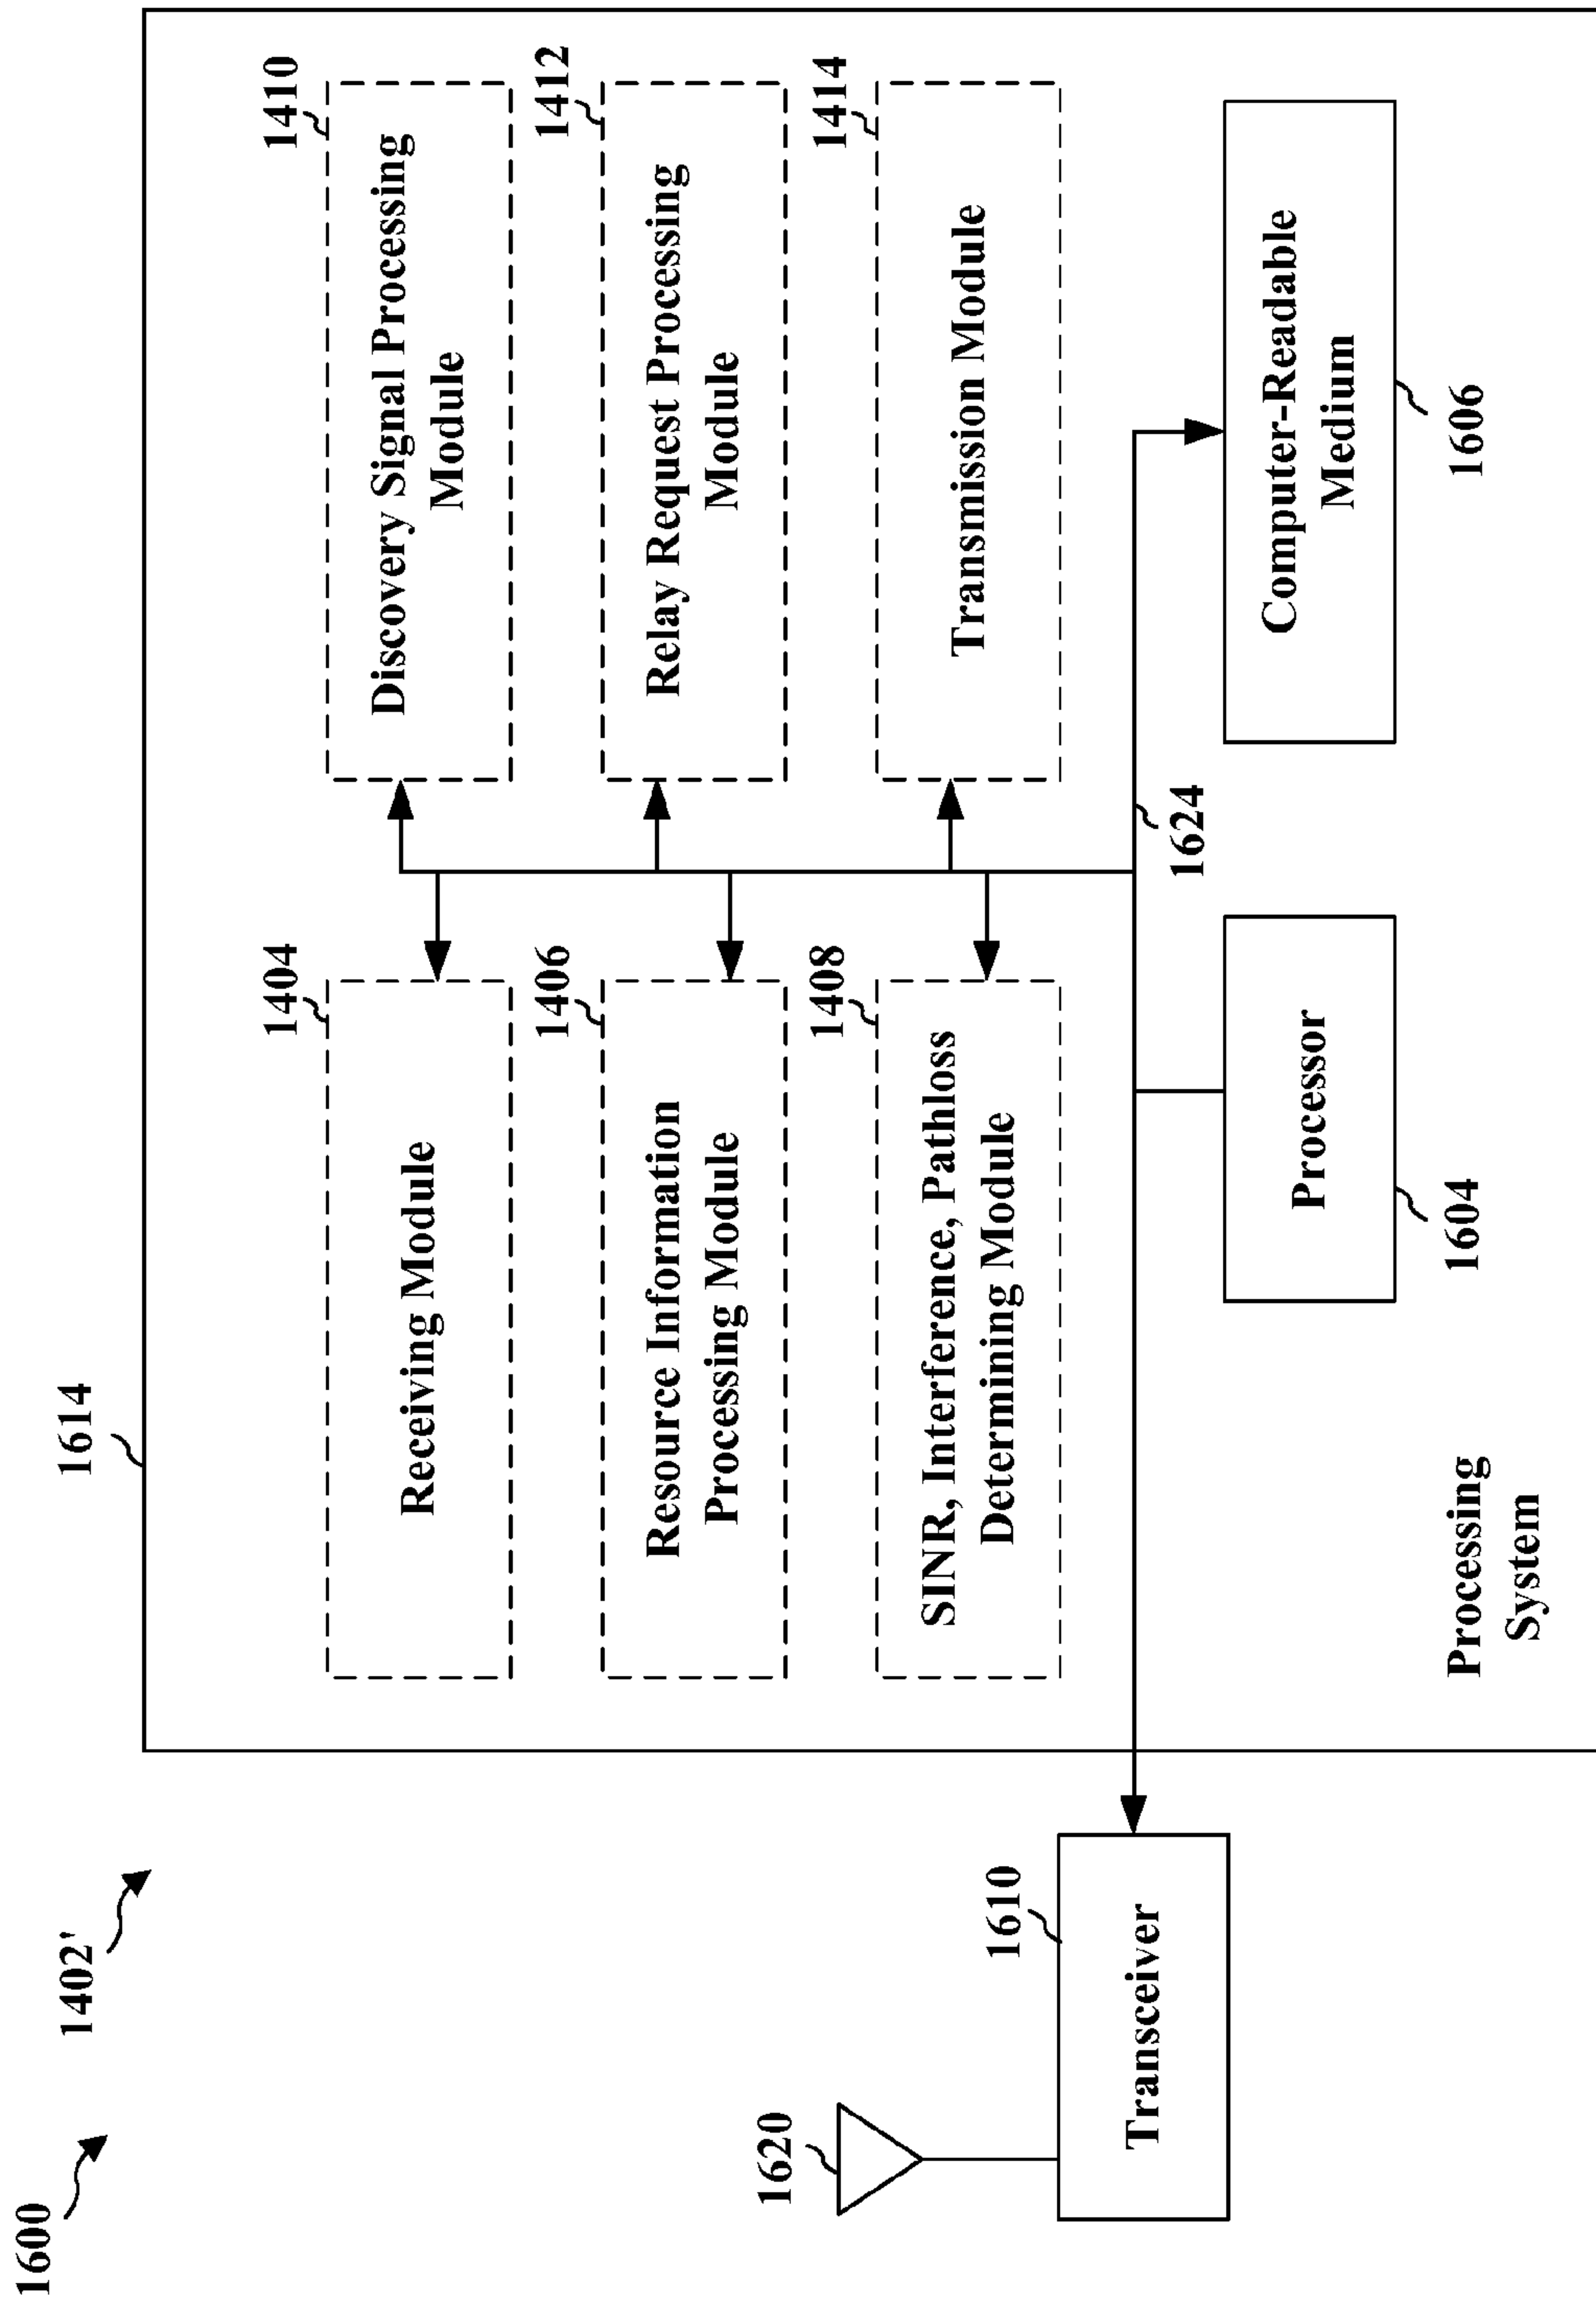 1600
1402'
1614
1404
Receiving Module
1410
Discovery Signal Processing
Module
1406
Resource Information
Processing Module
1412
Relay Request Processing
Module
1408
SINR, Interference, Pathloss
Determining Module
1414
Transmission Module
1620
1610
Transceiver
1624
Processor
1604
Computer-Readable
Medium
1606
Processing
System